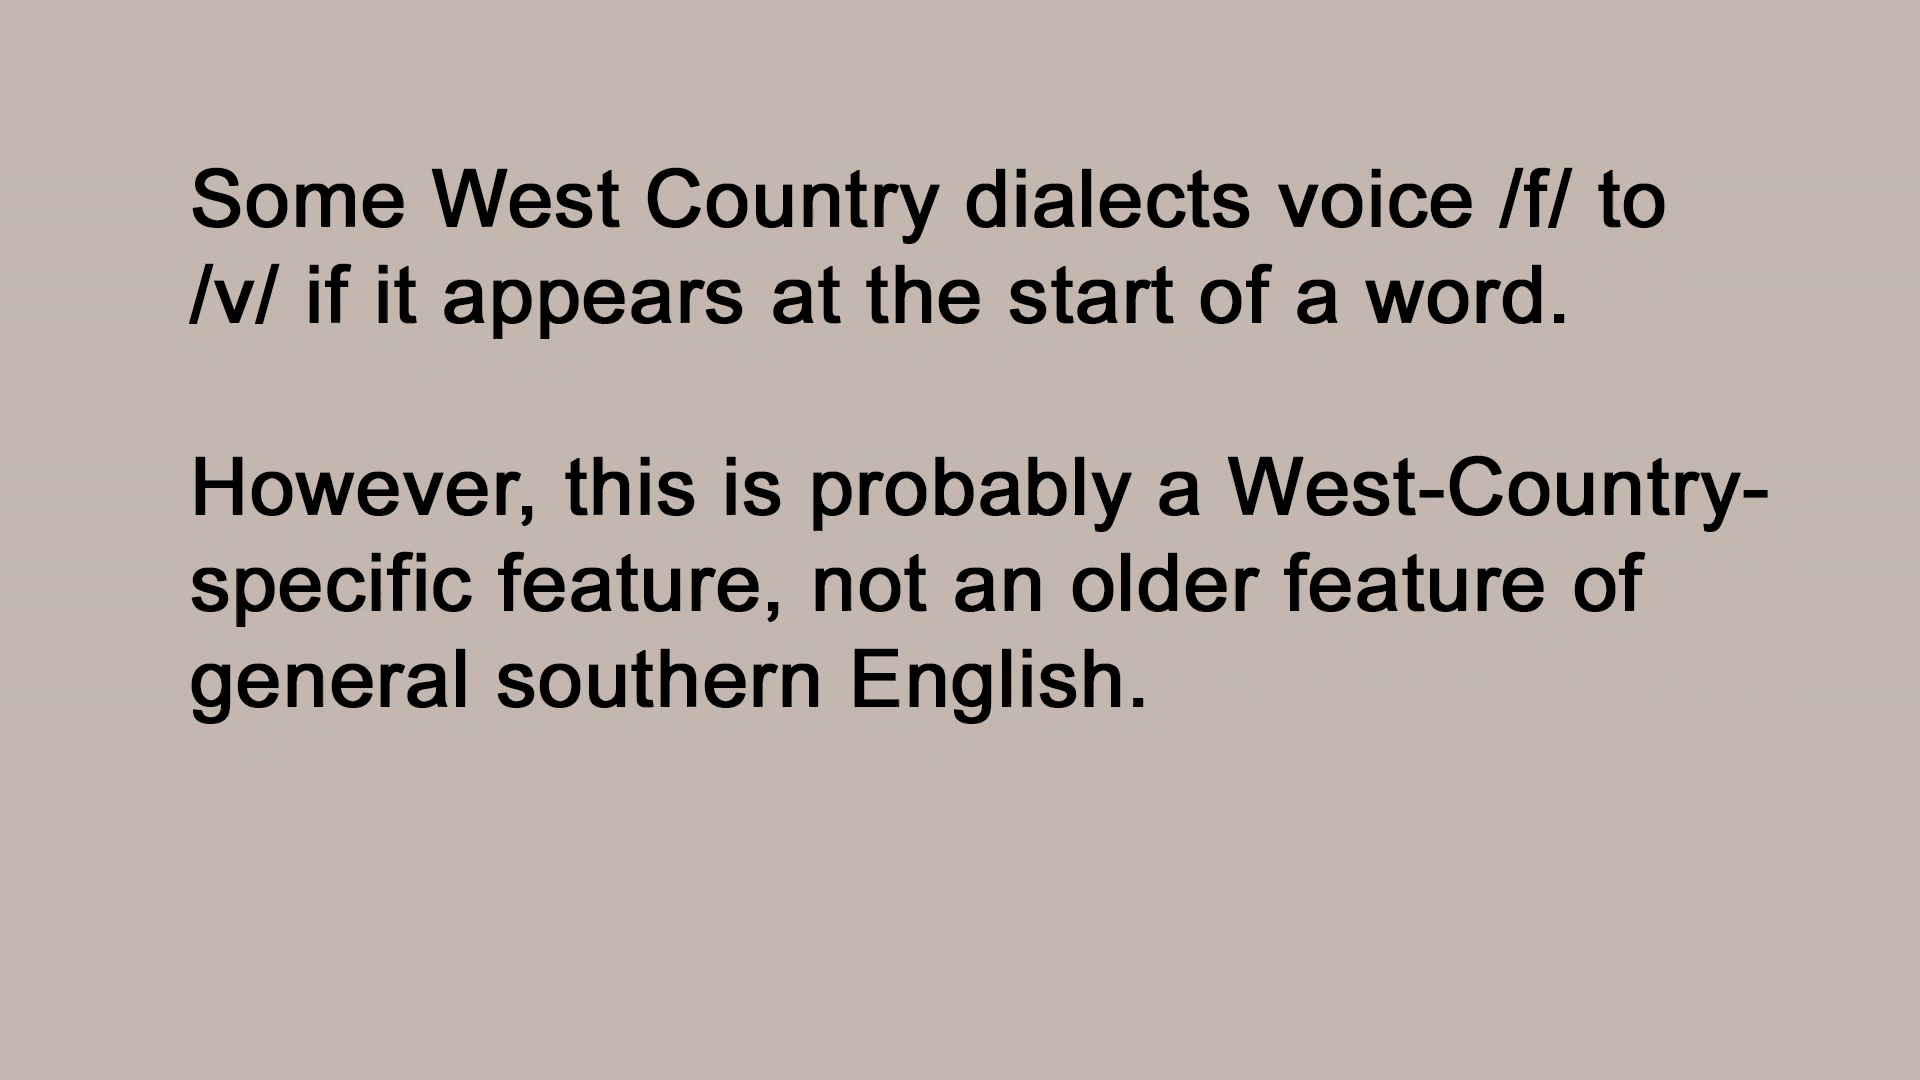 Some West Country dialects voice /f/ to
/v/ if it appears at the start of a word.
However, this is probably a West-Country-
specific feature, not an older feature of
general southern English.